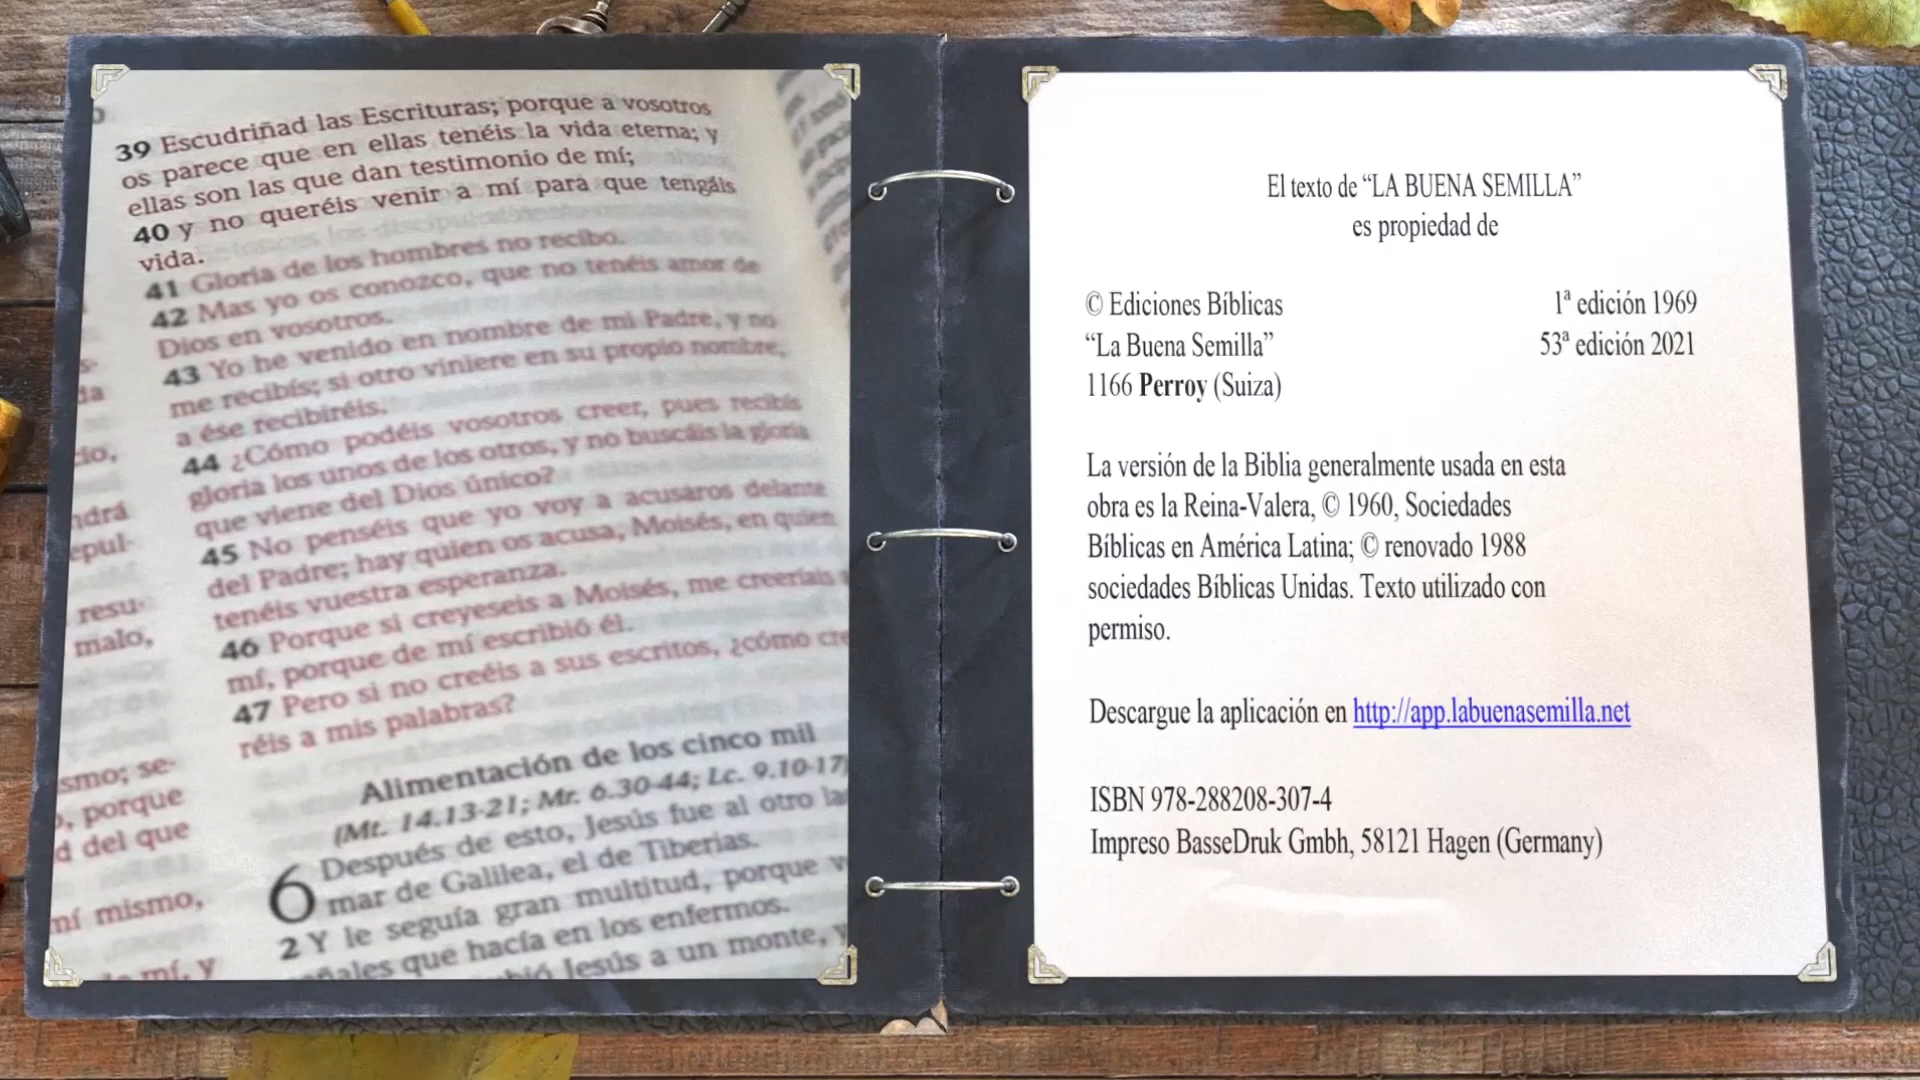 39 Escudriñad las Escrituras; porque a vosotros
os parece que en ellas tenéis la vida eterna; y
ellas son las que dan testimonio de mí;
40 y no queréis venir a mí para que tengáis
vida.
41 Gloria de los hombres no recibo.
42 Mas yo os conozco, que no tenéis amor de
Dios en vosotros.
43 Yo he venido en nombre de mi Padre, y no
me recibís; si otro viniere en su propio nombre,
a ése recibiréis.
44 ¿Cómo podéis vosotros creer, pues recibís
gloria los unos de los otros, y no buscáis la gloria
que viene del Dios único?
45 No penséis que yo voy a acusaros delante
del Padre; hay quien os acusa, Moisés, en quien
tenéis vuestra esperanza.
46 Porque si creyeseis a Moisés, me creeríais
mí, porque de mí escribió él.
47 Pero si no creéis a sus escritos, ¿cómo cre
réis a mis palabras?
Alimentación de los cinco mil
(Mt. 14.13-21; Mr. 6.30-44; Lc. 9.10-17)
6 Después de esto, Jesús fue al otro la
mar de Galilea, el de Tiberias.
2 Y le seguía gran multitud, porque v
ñales que hacía en los enfermos.
bió Jesús a un monte, y
ndrá
epul-
resu-
malo,
smo; se-
porque
d del que
mí mismo,
mí, y
El texto de “LA BUENA SEMILLA”
es propiedad de
© Ediciones Bíblicas
“La Buena Semilla”
1166 Perroy (Suiza)
1ª edición 1969
53ª edición 2021
La versión de la Biblia generalmente usada en esta
obra es la Reina-Valera, © 1960, Sociedades
Bíblicas en América Latina; © renovado 1988
sociedades Bíblicas Unidas. Texto utilizado con
permiso.
Descargue la aplicación en http://app.labuenasemilla.net
ISBN 978-288208-307-4
Impreso BasseDruk Gmbh, 58121 Hagen (Germany)